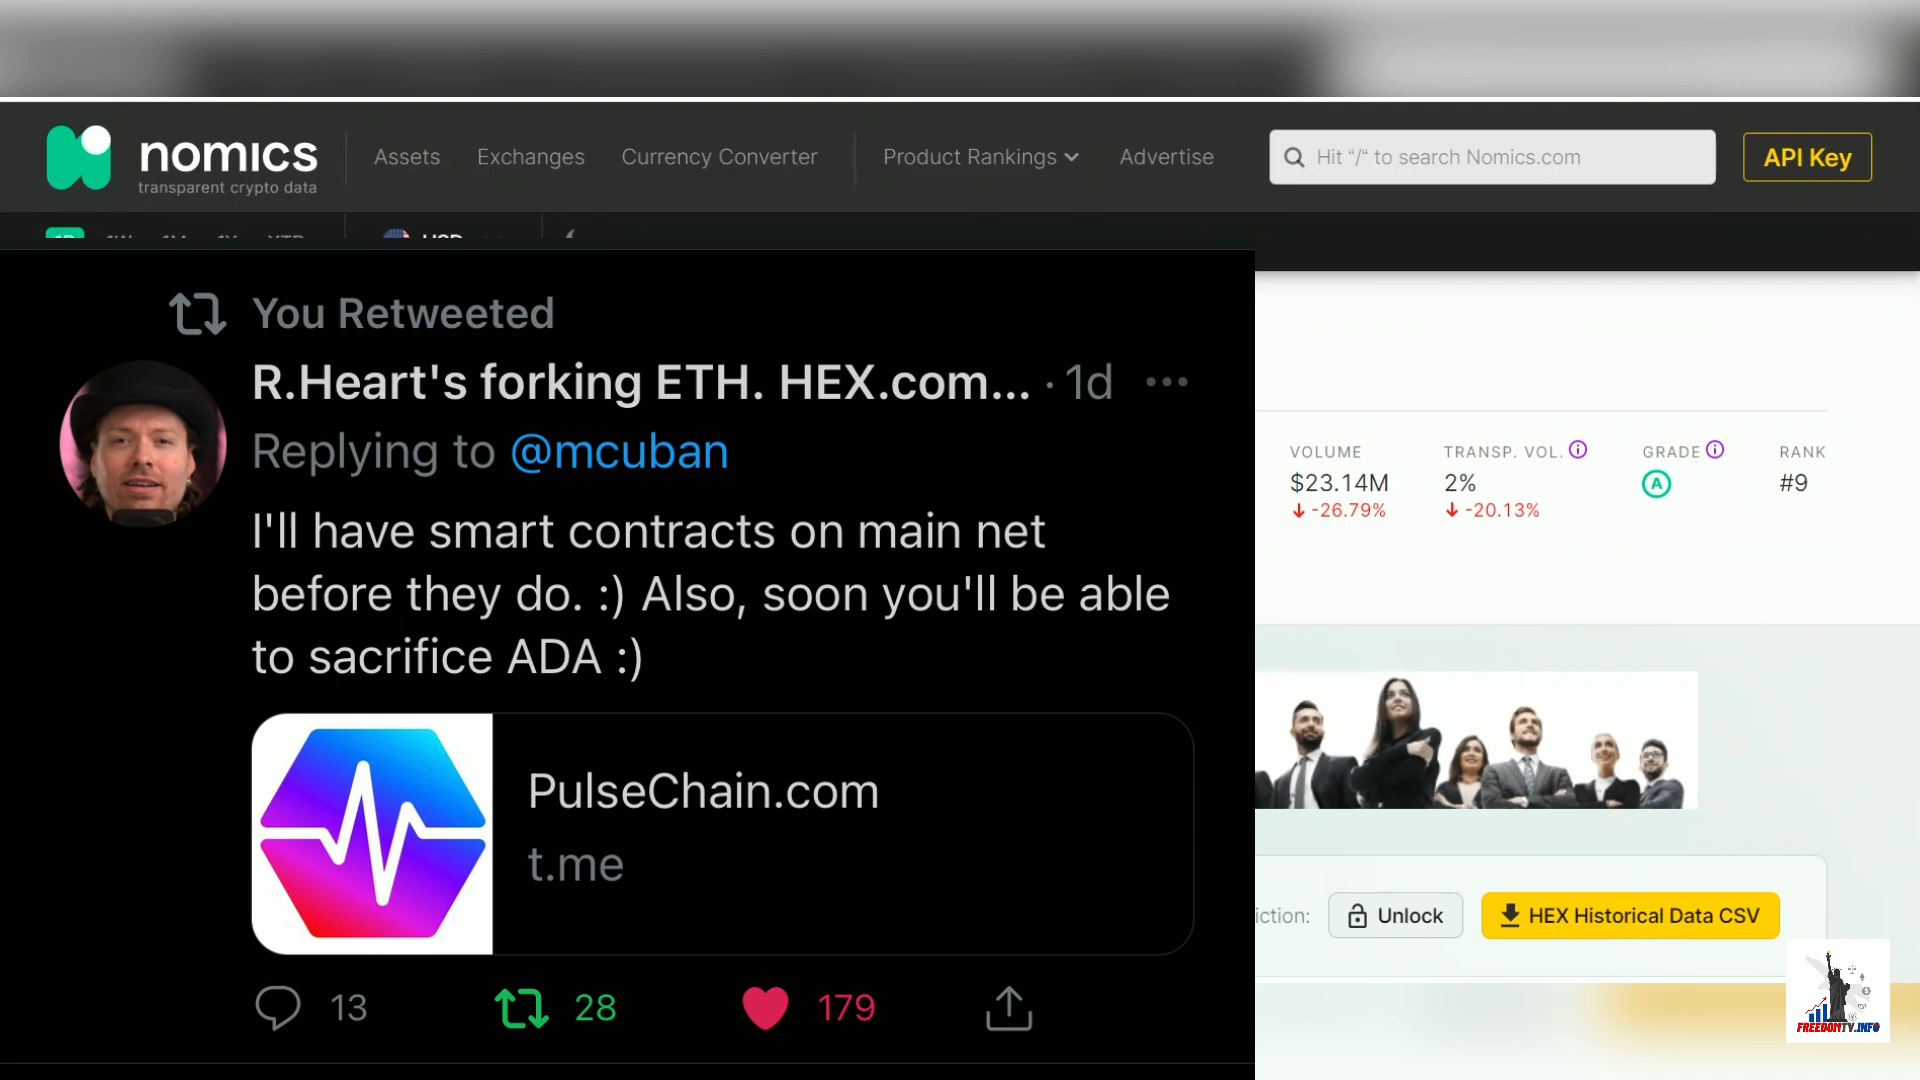 nomics
transparent crypto data
Assets
Exchanges
Currency Converter
Product Rankings
Advertise
Hit “/“ to search Nomics.com
API Key
You Retweeted
R.Heart's forking ETH. HEX.com... · 1d
Replying to @mcuban
I'll have smart contracts on main net
before they do. :) Also, soon you'll be able
to sacrifice ADA :)
PulseChain.com
t.me
13
28
179
VOLUME
$23.14M
-26.79%
TRANSP. VOL.
2%
-20.13%
GRADE
A
RANK
#9
iction:
Unlock
HEX Historical Data CSV
FREEDOMTV.INFO